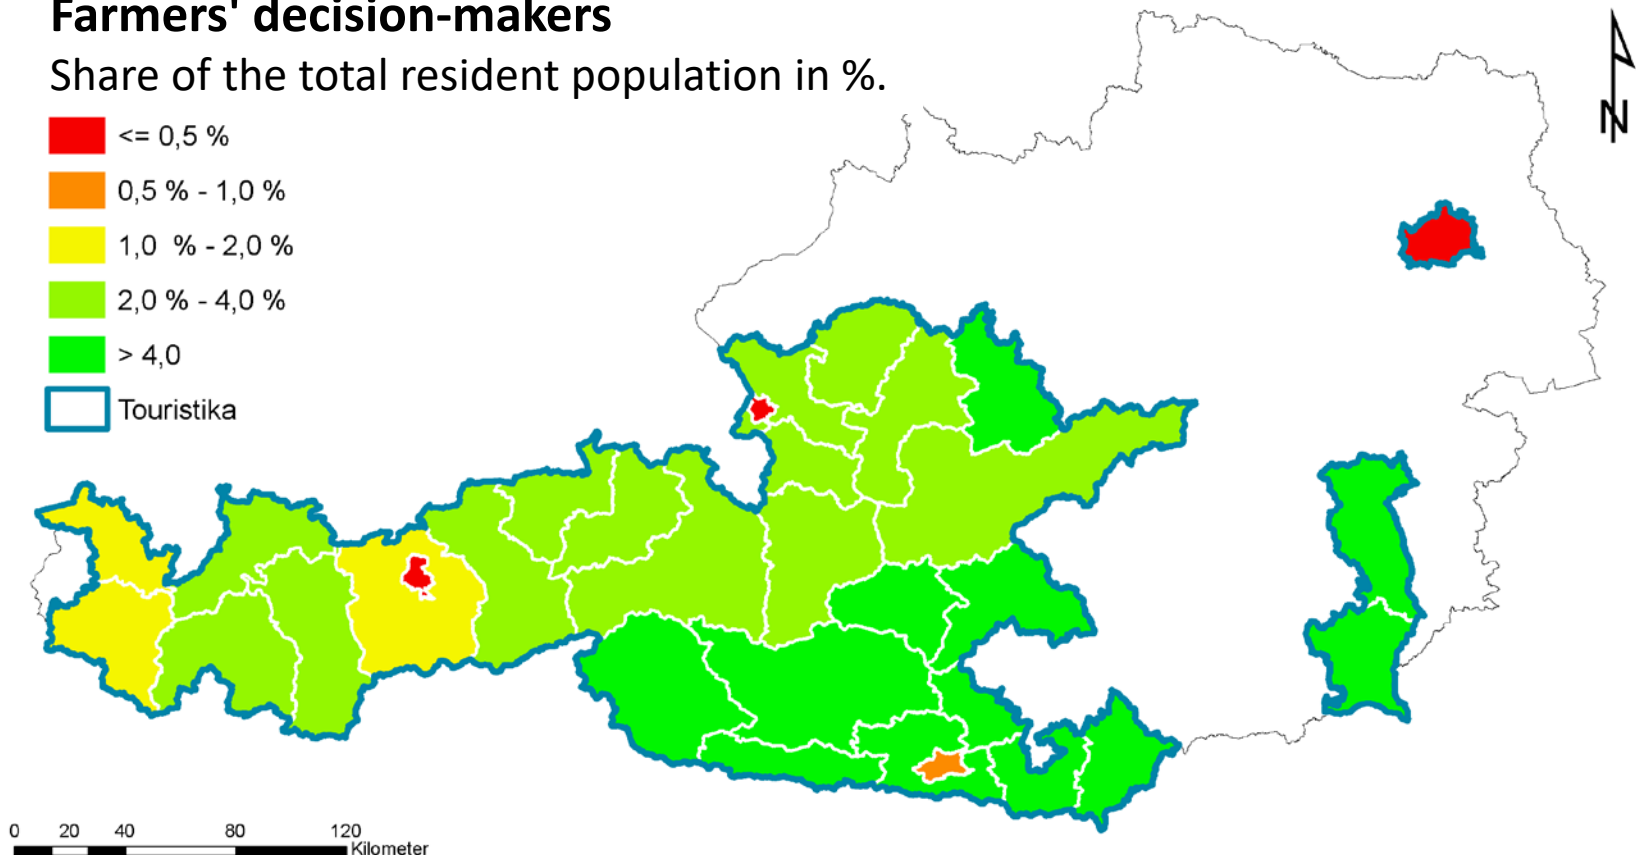 Farmers' decision-makers
Share of the total resident population in %.
<= 0,5 %
0,5 % - 1,0 %
1,0 % - 2,0 %
2,0 % - 4,0 %
> 4,0
Touristika
N
0 20 40 80 120
Kilometer